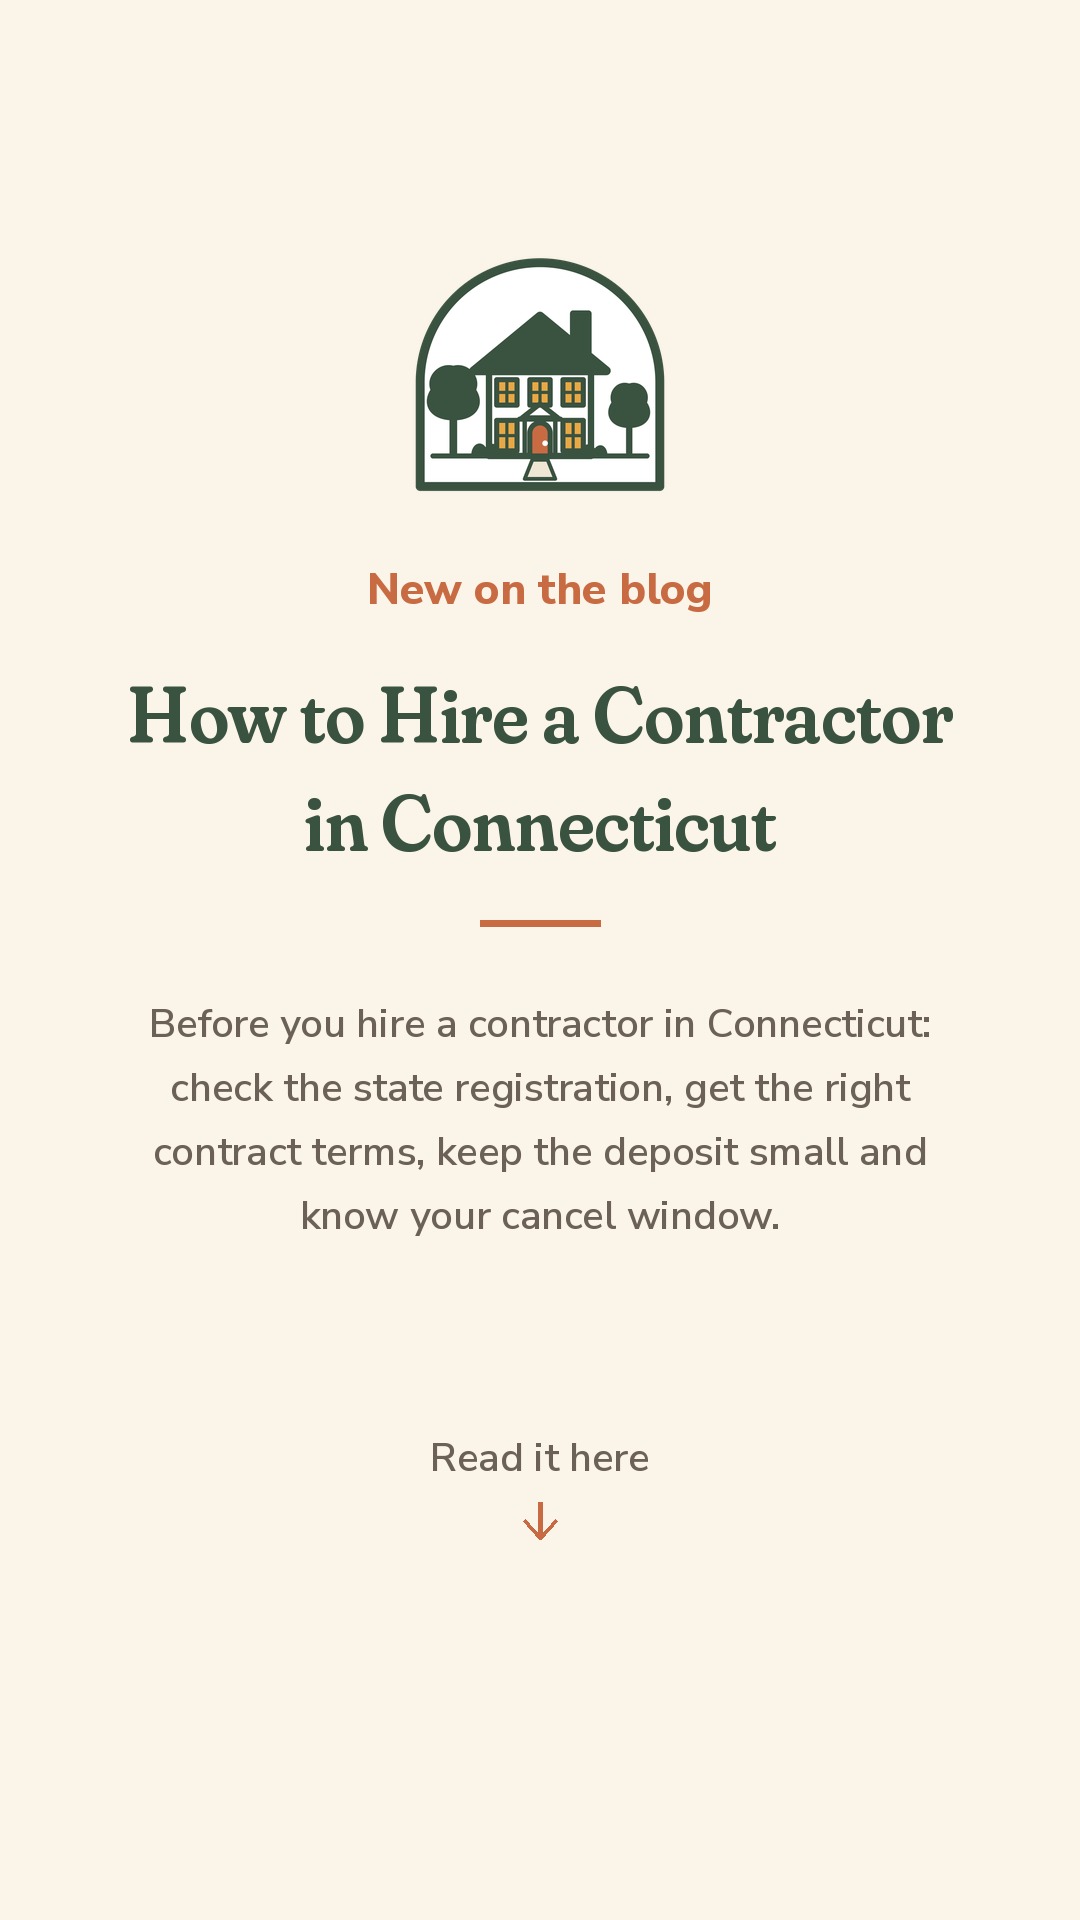 New on the blog
How to Hire a Contractor
in Connecticut
Before you hire a contractor in Connecticut:
check the state registration, get the right
contract terms, keep the deposit small and
know your cancel window.
Read it here